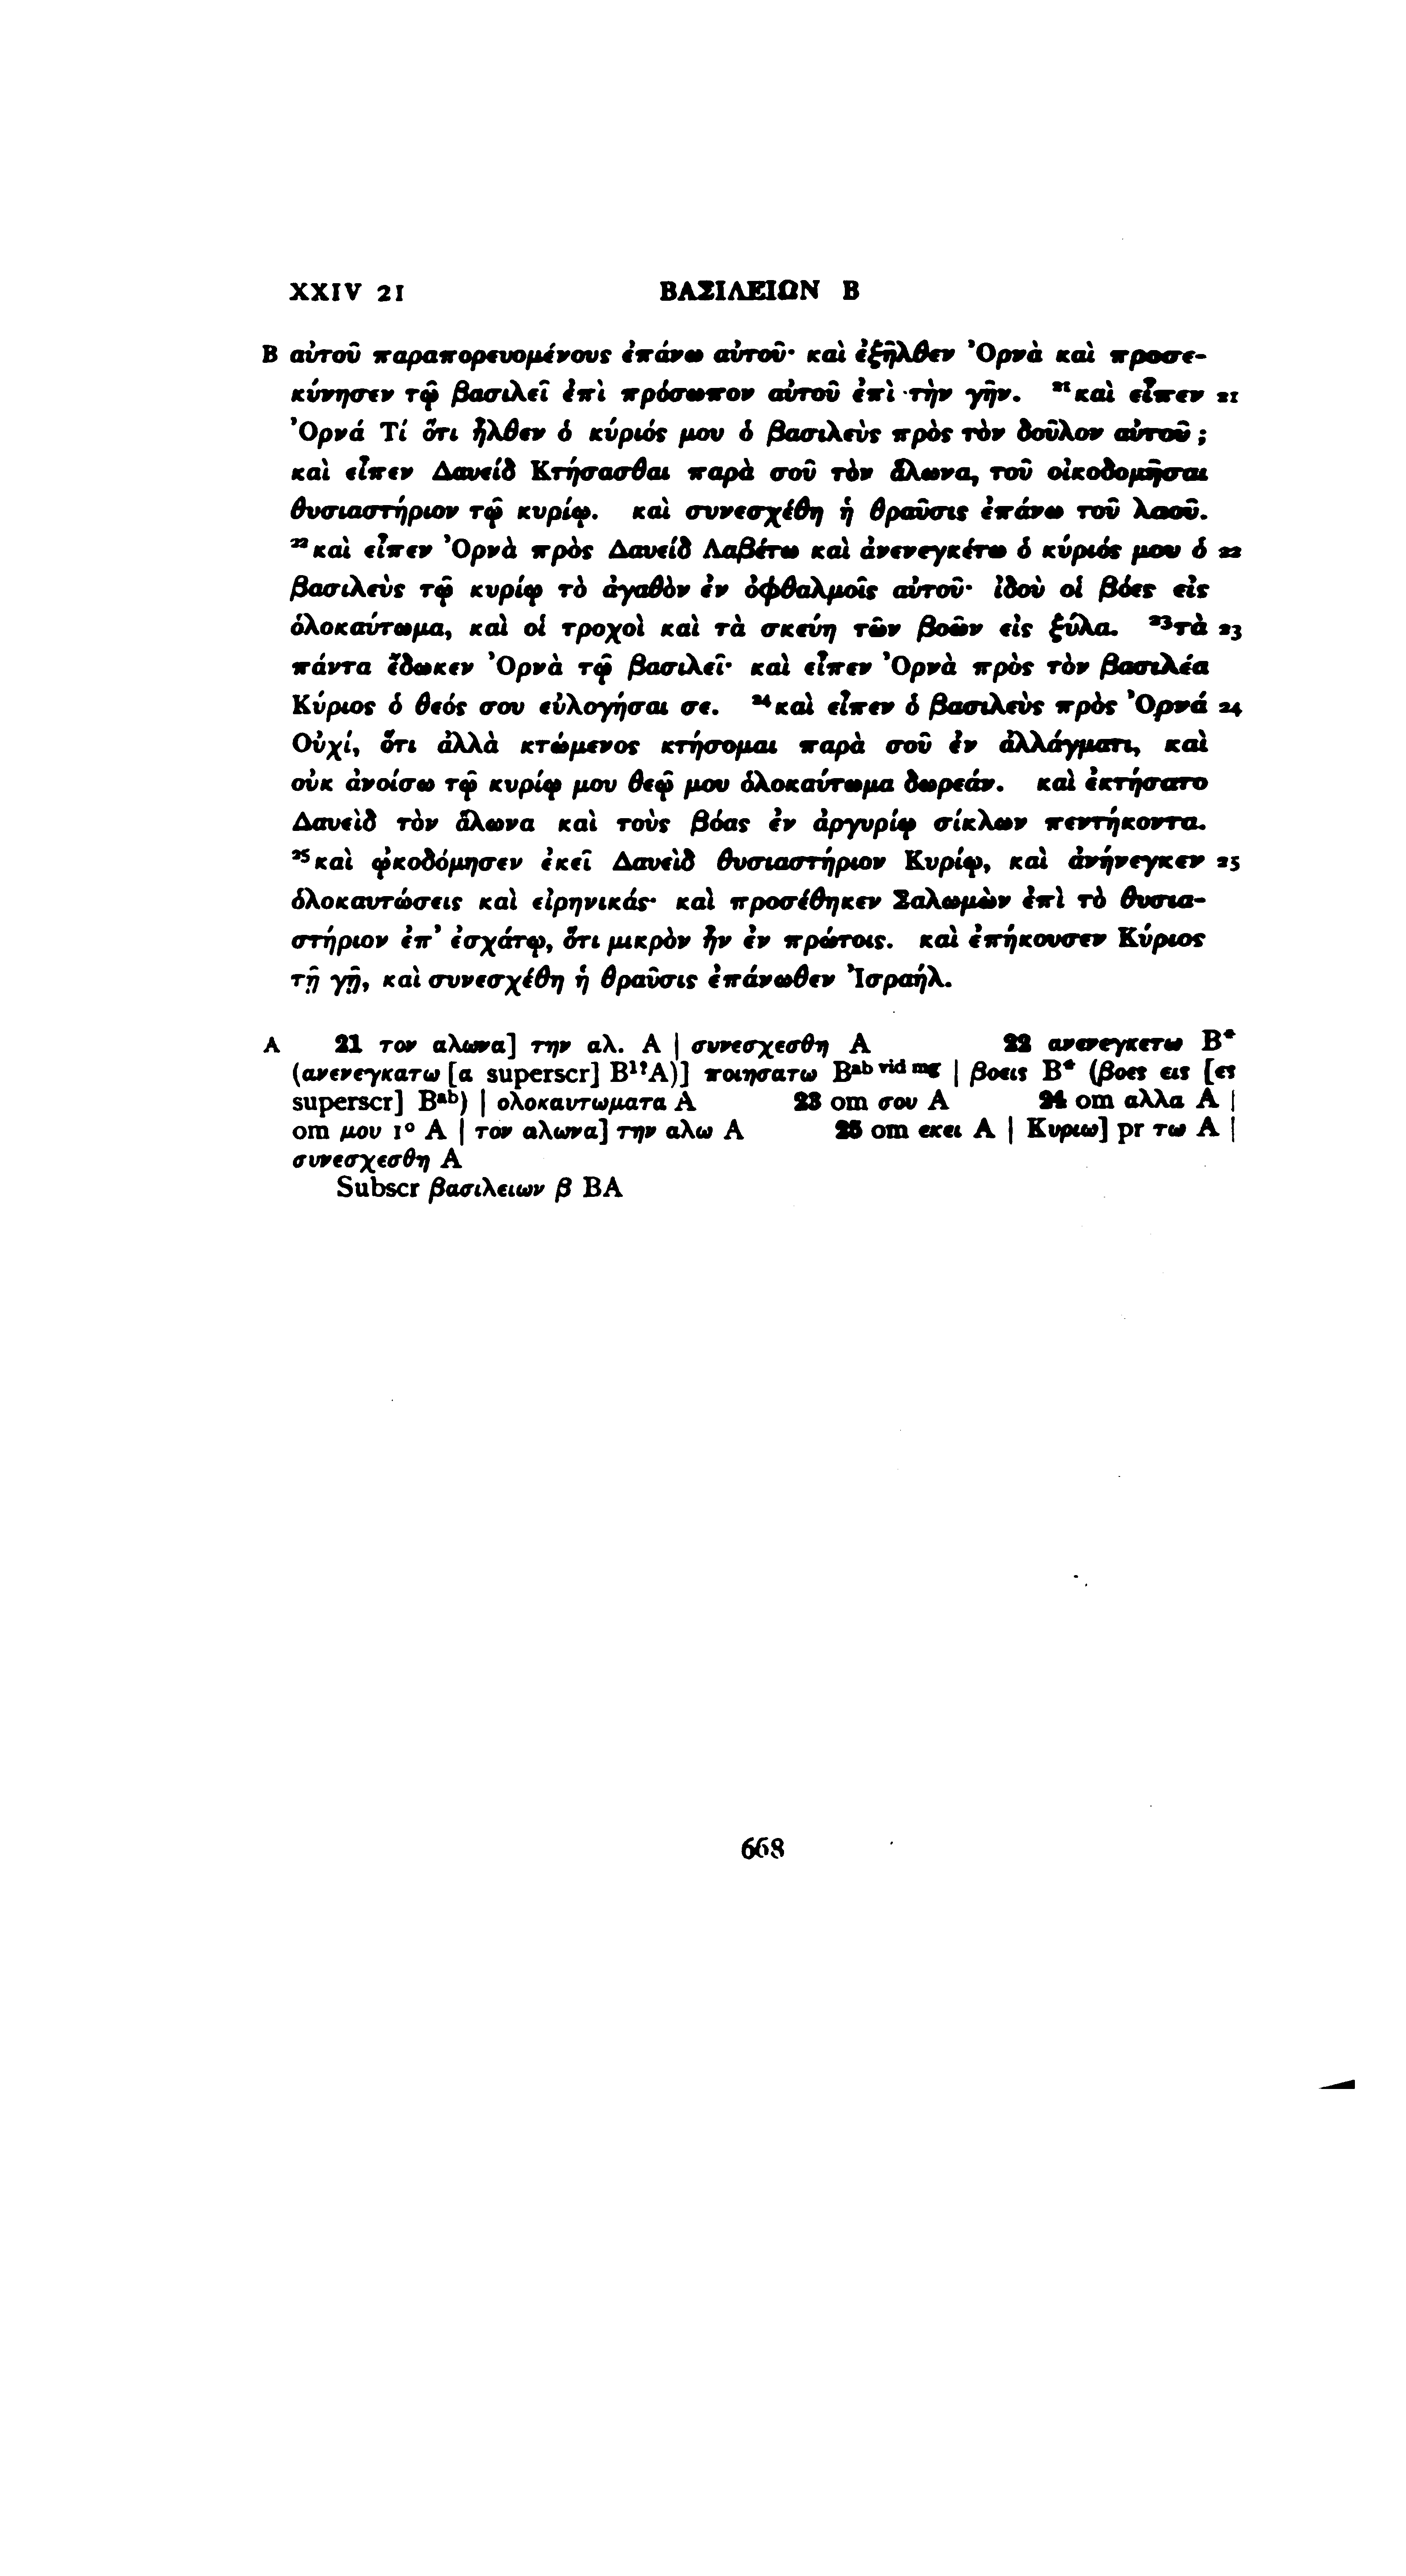 XXIV 21 ΒΑΣΙΛΕΙΩΝ Β
B αὐτοῦ παραπορευομένους ἐπάνω αὐτοῦ· καὶ ἐξῆλθεν Ὀρνὰ καὶ προσε-
κύνησεν τῷ βασιλεῖ ἐπὶ πρόσωπον αὐτοῦ ἐπὶ τὴν γῆν. ²¹καὶ εἶπεν 21
Ὀρνά Τί ὅτι ἦλθεν ὁ κύριός μου ὁ βασιλεὺς πρὸς τὸν δοῦλον αὐτοῦ ;
καὶ εἶπεν Δαυείδ Κτήσασθαι παρὰ σοῦ τὸν ἅλωνα, τοῦ οἰκοδομῆσαι
θυσιαστήριον τῷ κυρίῳ. καὶ συνεσχέθη ἡ θραῦσις ἐπάνω τοῦ λαοῦ.
²²καὶ εἶπεν Ὀρνὰ πρὸς Δαυείδ Λαβέτω καὶ ἀνενεγκέτω ὁ κύριός μου ὁ 22
βασιλεὺς τῷ κυρίῳ τὸ ἀγαθὸν ἐν ὀφθαλμοῖς αὐτοῦ· ἰδοὺ οἱ βόες εἰς
ὁλοκαύτωμα, καὶ οἱ τροχοὶ καὶ τὰ σκεύη τῶν βοῶν εἰς ξύλα. ²³τὰ 23
πάντα ἔδωκεν Ὀρνὰ τῷ βασιλεῖ· καὶ εἶπεν Ὀρνὰ πρὸς τὸν βασιλέα
Κύριος ὁ θεός σου εὐλογήσαι σε. ²⁴καὶ εἶπεν ὁ βασιλεὺς πρὸς Ὀρνά 24
Οὐχί, ὅτι ἀλλὰ κτώμενος κτήσομαι παρὰ σοῦ ἐν ἀλλάγματι, καὶ
οὐκ ἀνοίσω τῷ κυρίῳ μου θεῷ μου ὁλοκαύτωμα δωρεάν. καὶ ἐκτήσατο
Δαυεὶδ τὸν ἅλωνα καὶ τοὺς βόας ἐν ἀργυρίῳ σίκλων πεντήκοντα.
²⁵καὶ ᾠκοδόμησεν ἐκεῖ Δαυεὶδ θυσιαστήριον Κυρίῳ, καὶ ἀνήνεγκεν 25
ὁλοκαυτώσεις καὶ εἰρηνικάς· καὶ προσέθηκεν Σαλωμὼν ἐπὶ τὸ θυσια-
στήριον ἐπ’ ἐσχάτῳ, ὅτι μικρὸν ἦν ἐν πρώτοις. καὶ ἐπήκουσεν Κύριος
τῇ γῇ, καὶ συνεσχέθη ἡ θραῦσις ἐπάνωθεν Ἰσραήλ.
A 21 τον αλωνα] την αλ. A | συνεσχεσθη A 22 ανενεγκετω B*
(ανενεγκατω [α superscr] B¹ˀA)] ποιησατω Bᵃᵇ ᵛⁱᵈ ᵐᵍ | βοεις B* (βοες εις [ες
superscr] Bᵃᵇ) | ολοκαυτωματα A 23 om σου A 24 om αλλα A |
om μου 1° A | τον αλωνα] την αλω A 25 om εκει A | Κυριω] pr τω A |
συνεσχεσθη A
Subscr βασιλειων β BA
668